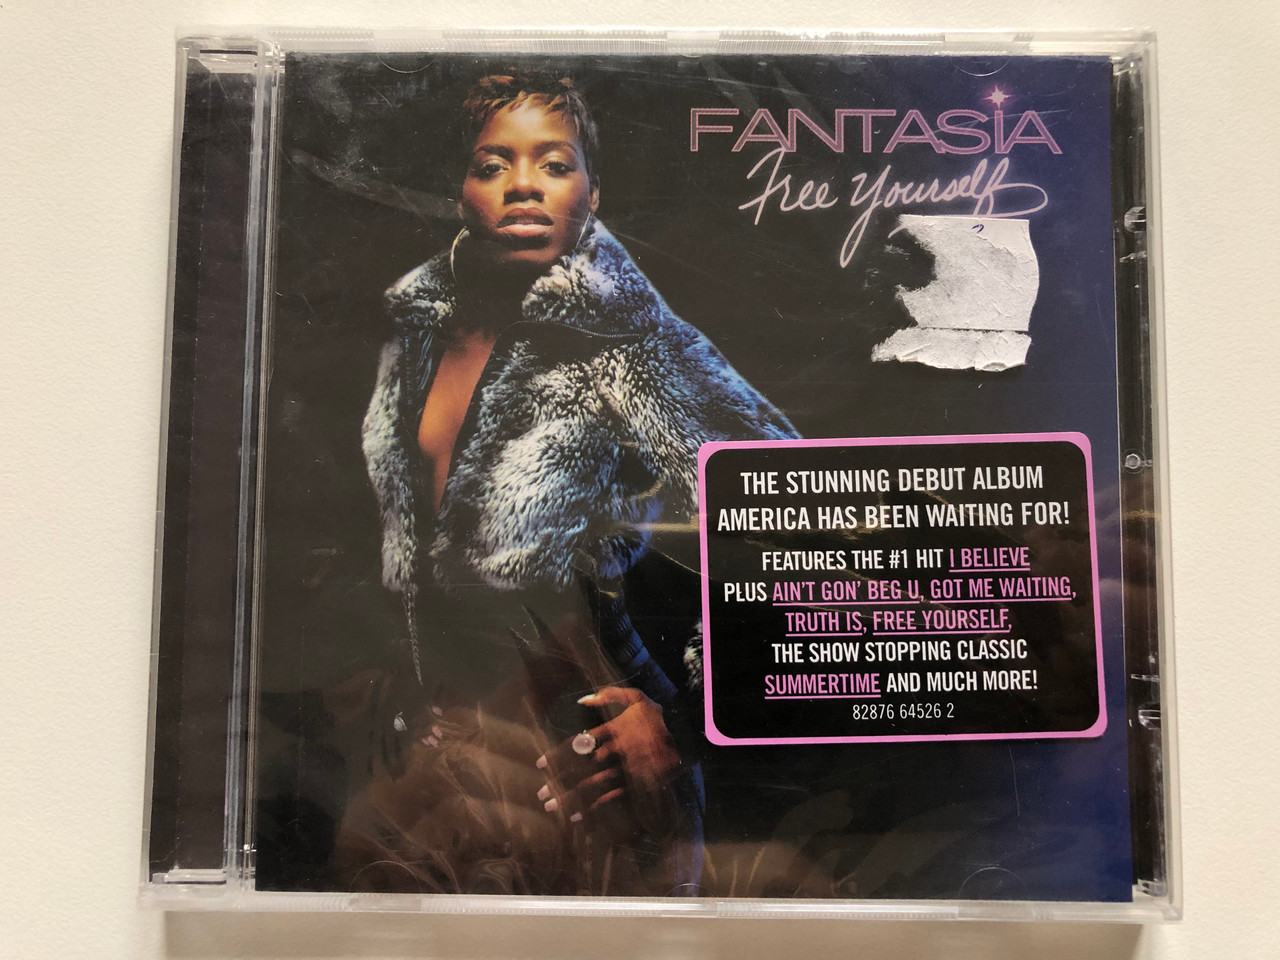 FANTASIA
Free Yourself
THE STUNNING DEBUT ALBUM
AMERICA HAS BEEN WAITING FOR!
FEATURES THE #1 HIT I BELIEVE
PLUS AIN'T GON' BEG U, GOT ME WAITING,
TRUTH IS, FREE YOURSELF,
THE SHOW STOPPING CLASSIC
SUMMERTIME AND MUCH MORE!
82876 64526 2